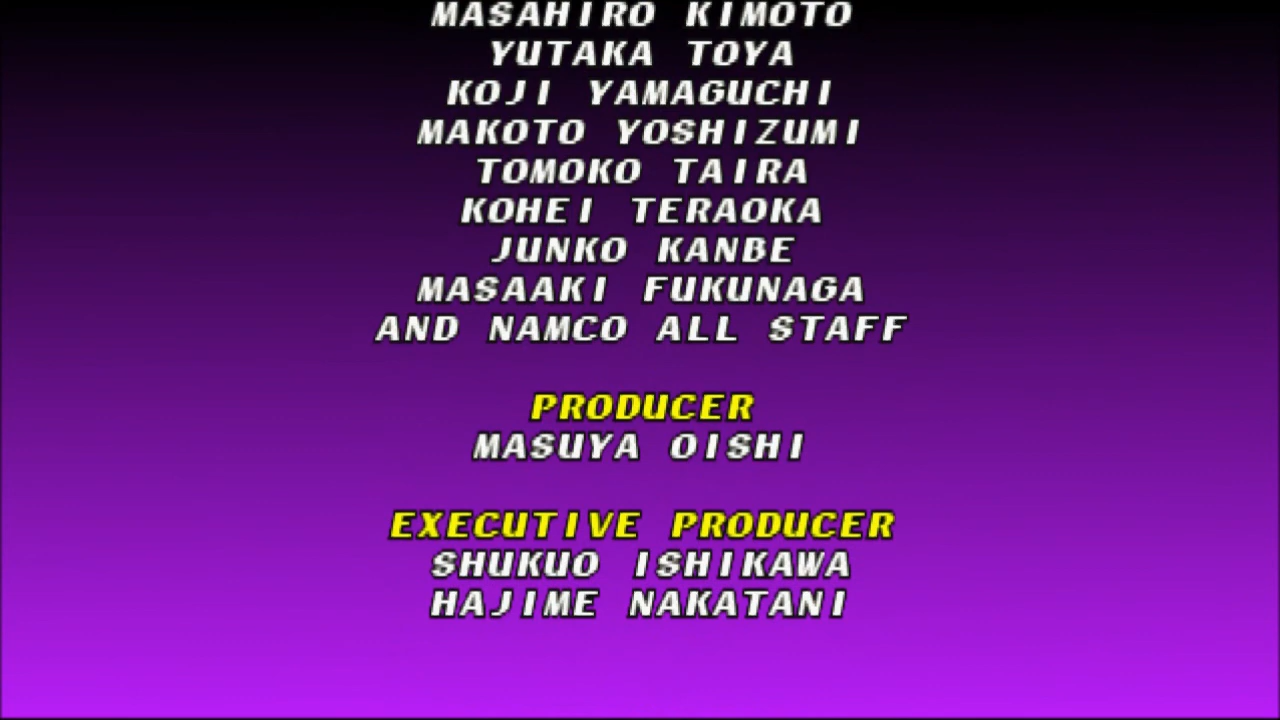 MASAHIRO KIMOTO
YUTAKA TOYA
KOJI YAMAGUCHI
MAKOTO YOSHIZUMI
TOMOKO TAIRA
KOHEI TERAOKA
JUNKO KANBE
MASAAKI FUKUNAGA
AND NAMCO ALL STAFF
PRODUCER
MASUYA OISHI
EXECUTIVE PRODUCER
SHUKUO ISHIKAWA
HAJIME NAKATANI